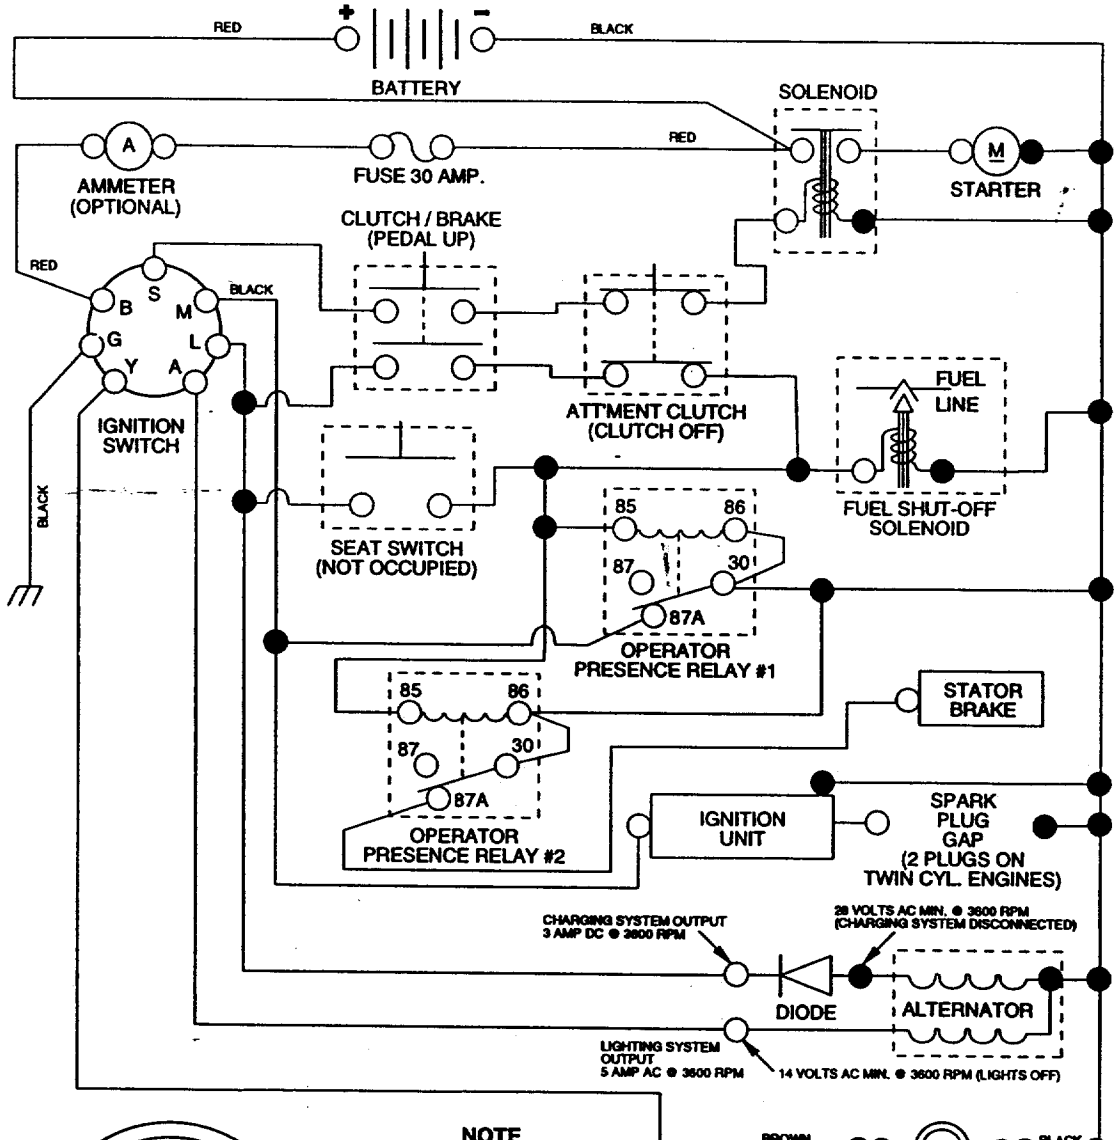 + −
RED
BLACK
BATTERY
SOLENOID
A
RED
M
AMMETER
(OPTIONAL)
FUSE 30 AMP.
STARTER
CLUTCH / BRAKE
(PEDAL UP)
RED
S
BLACK
B
M
G
L
Y
A
IGNITION
SWITCH
ATT'MENT CLUTCH
(CLUTCH OFF)
FUEL
LINE
BLACK
SEAT SWITCH
(NOT OCCUPIED)
FUEL SHUT-OFF
SOLENOID
85
86
87
30
87A
OPERATOR
PRESENCE RELAY #1
85
86
87
30
87A
OPERATOR
PRESENCE RELAY #2
STATOR
BRAKE
IGNITION
UNIT
SPARK
PLUG
GAP
(2 PLUGS ON
TWIN CYL. ENGINES)
CHARGING SYSTEM OUTPUT
3 AMP DC @ 3600 RPM
28 VOLTS AC MIN. @ 3600 RPM
(CHARGING SYSTEM DISCONNECTED)
DIODE
ALTERNATOR
LIGHTING SYSTEM
OUTPUT
5 AMP AC @ 3600 RPM
14 VOLTS AC MIN. @ 3600 RPM (LIGHTS OFF)
NOTE
BROWN
BLACK